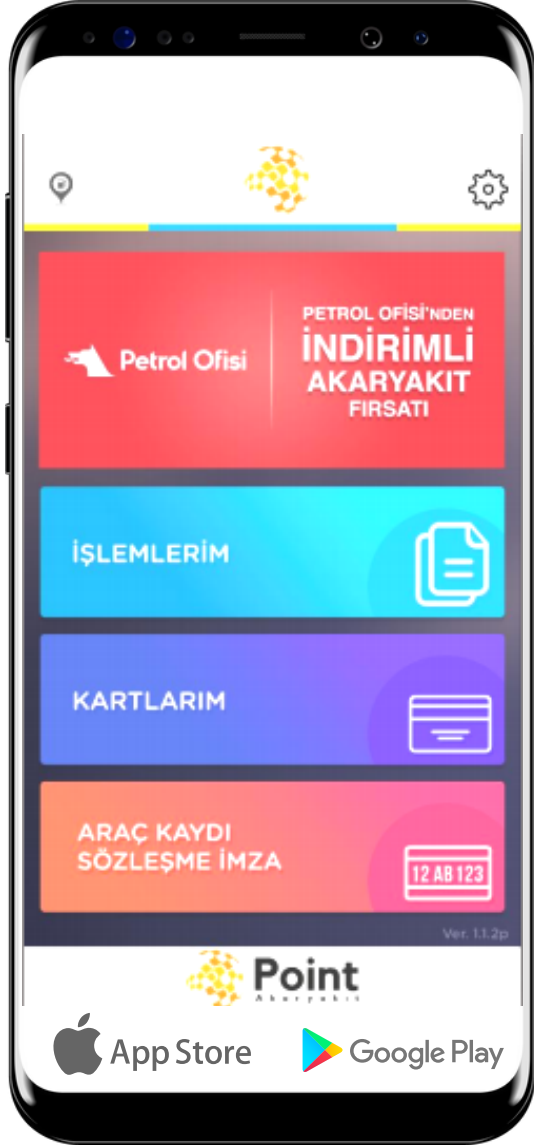 Petrol Ofisi
PETROL OFİSİ'NDEN
İNDİRİMLİ
AKARYAKIT
FIRSATI
İŞLEMLERİM
KARTLARIM
ARAÇ KAYDI
SÖZLEŞME İMZA
12 AB 123
Ver. 1.1.2p
Point
Akaryakıt
App Store
Google Play